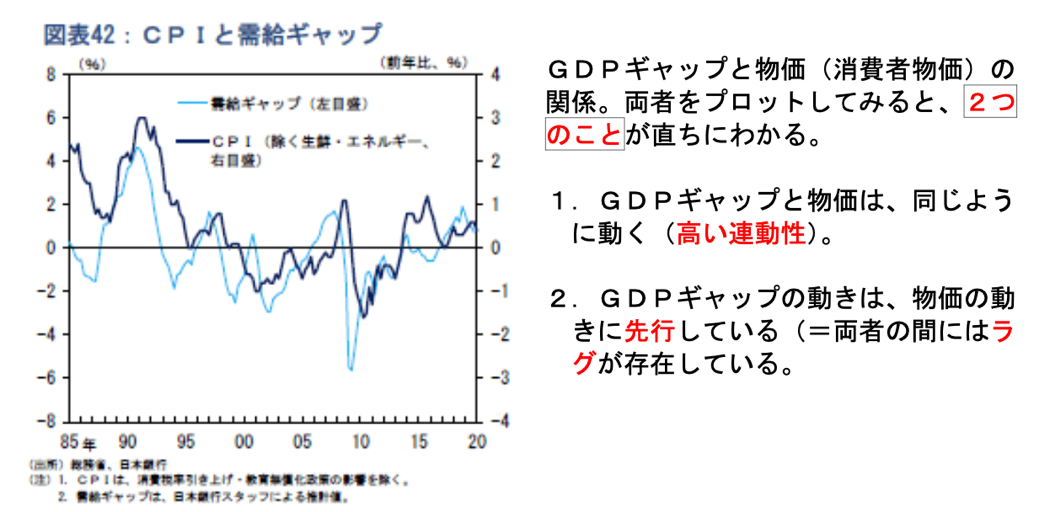 図表42：ＣＰＩと需給ギャップ
（％）
（前年比、％）
8
6
4
2
0
-2
-4
-6
-8
4
3
2
1
0
-1
-2
-3
-4
需給ギャップ（左目盛）
ＣＰＩ（除く生鮮・エネルギー、
右目盛）
85年 90 95 00 05 10 15 20
（出所）総務省、日本銀行
（注）1. ＣＰＩは、消費税率引き上げ・教育無償化政策の影響を除く。
2. 需給ギャップは、日本銀行スタッフによる推計値。
ＧＤＰギャップと物価（消費者物価）の
関係。両者をプロットしてみると、２つ
のことが直ちにわかる。
１．ＧＤＰギャップと物価は、同じよう
に動く（高い連動性）。
２．ＧＤＰギャップの動きは、物価の動
きに先行している（＝両者の間にはラ
グが存在している。